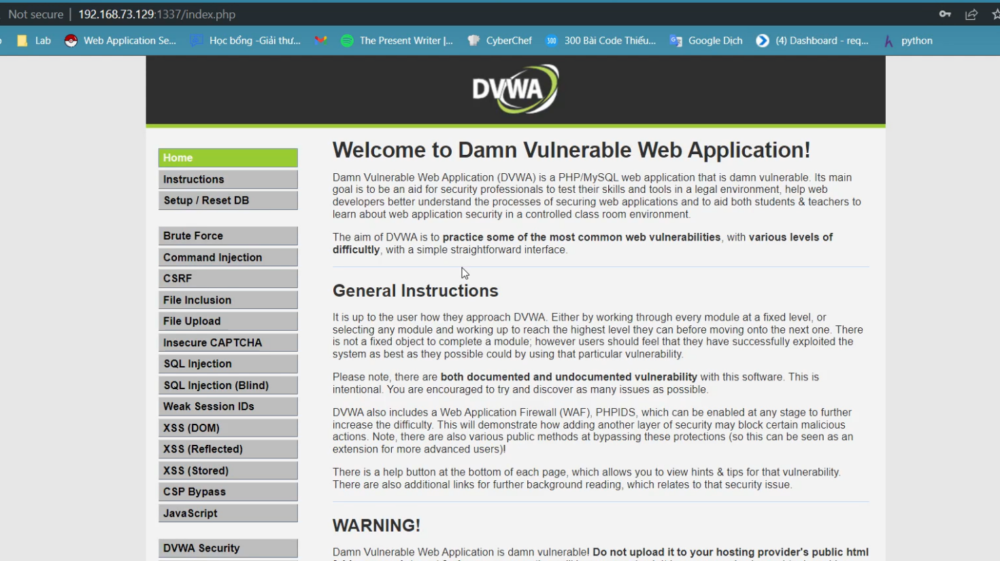 Not secure 192.168.73.129:1337/index.php
Lab Web Application Se... Học bổng -Giải thư... The Present Writer |... CyberChef 300 300 Bài Code Thiếu... Google Dịch (4) Dashboard - req... python
DVWA
Home
Instructions
Setup / Reset DB
Brute Force
Command Injection
CSRF
File Inclusion
File Upload
Insecure CAPTCHA
SQL Injection
SQL Injection (Blind)
Weak Session IDs
XSS (DOM)
XSS (Reflected)
XSS (Stored)
CSP Bypass
JavaScript
DVWA Security
Welcome to Damn Vulnerable Web Application!
Damn Vulnerable Web Application (DVWA) is a PHP/MySQL web application that is damn vulnerable. Its main
goal is to be an aid for security professionals to test their skills and tools in a legal environment, help web
developers better understand the processes of securing web applications and to aid both students & teachers to
learn about web application security in a controlled class room environment.
The aim of DVWA is to practice some of the most common web vulnerabilities, with various levels of
difficultly, with a simple straightforward interface.
General Instructions
It is up to the user how they approach DVWA. Either by working through every module at a fixed level, or
selecting any module and working up to reach the highest level they can before moving onto the next one. There
is not a fixed object to complete a module; however users should feel that they have successfully exploited the
system as best as they possible could by using that particular vulnerability.
Please note, there are both documented and undocumented vulnerability with this software. This is
intentional. You are encouraged to try and discover as many issues as possible.
DVWA also includes a Web Application Firewall (WAF), PHPIDS, which can be enabled at any stage to further
increase the difficulty. This will demonstrate how adding another layer of security may block certain malicious
actions. Note, there are also various public methods at bypassing these protections (so this can be seen as an
extension for more advanced users)!
There is a help button at the bottom of each page, which allows you to view hints & tips for that vulnerability.
There are also additional links for further background reading, which relates to that security issue.
WARNING!
Damn Vulnerable Web Application is damn vulnerable! Do not upload it to your hosting provider's public html